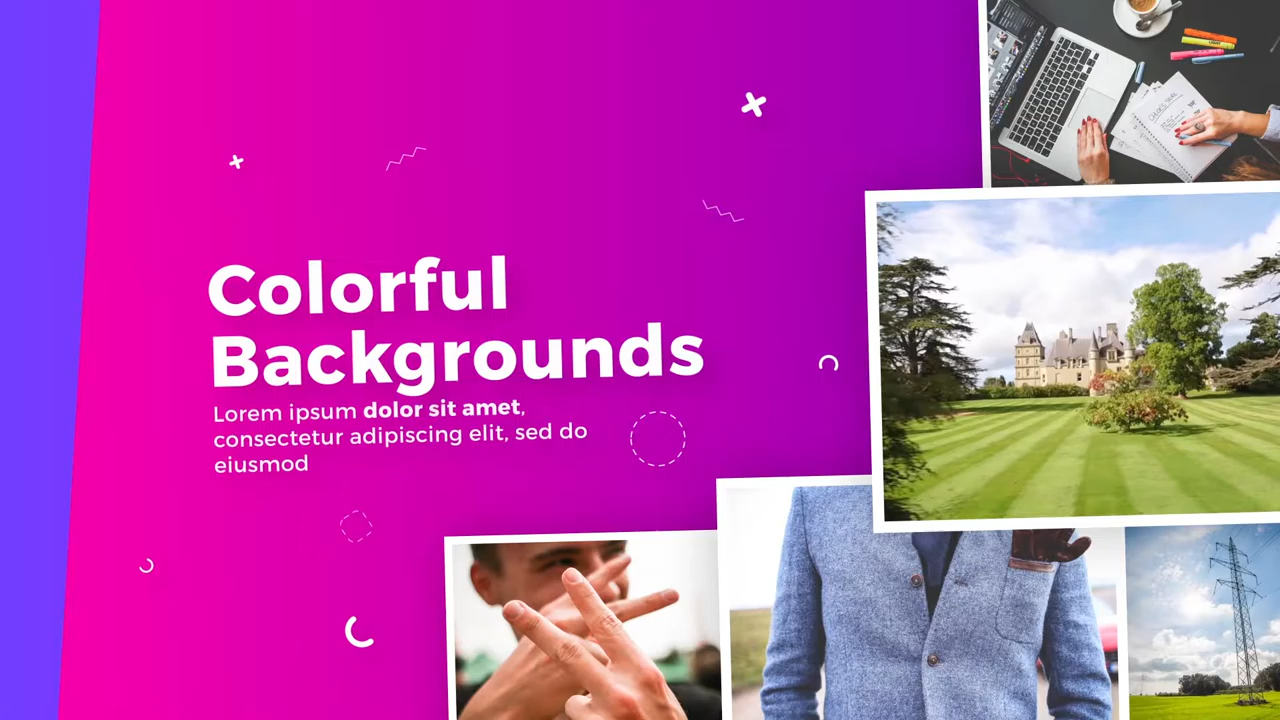 Colorful
Backgrounds
Lorem ipsum dolor sit amet,
consectetur adipiscing elit, sed do
eiusmod